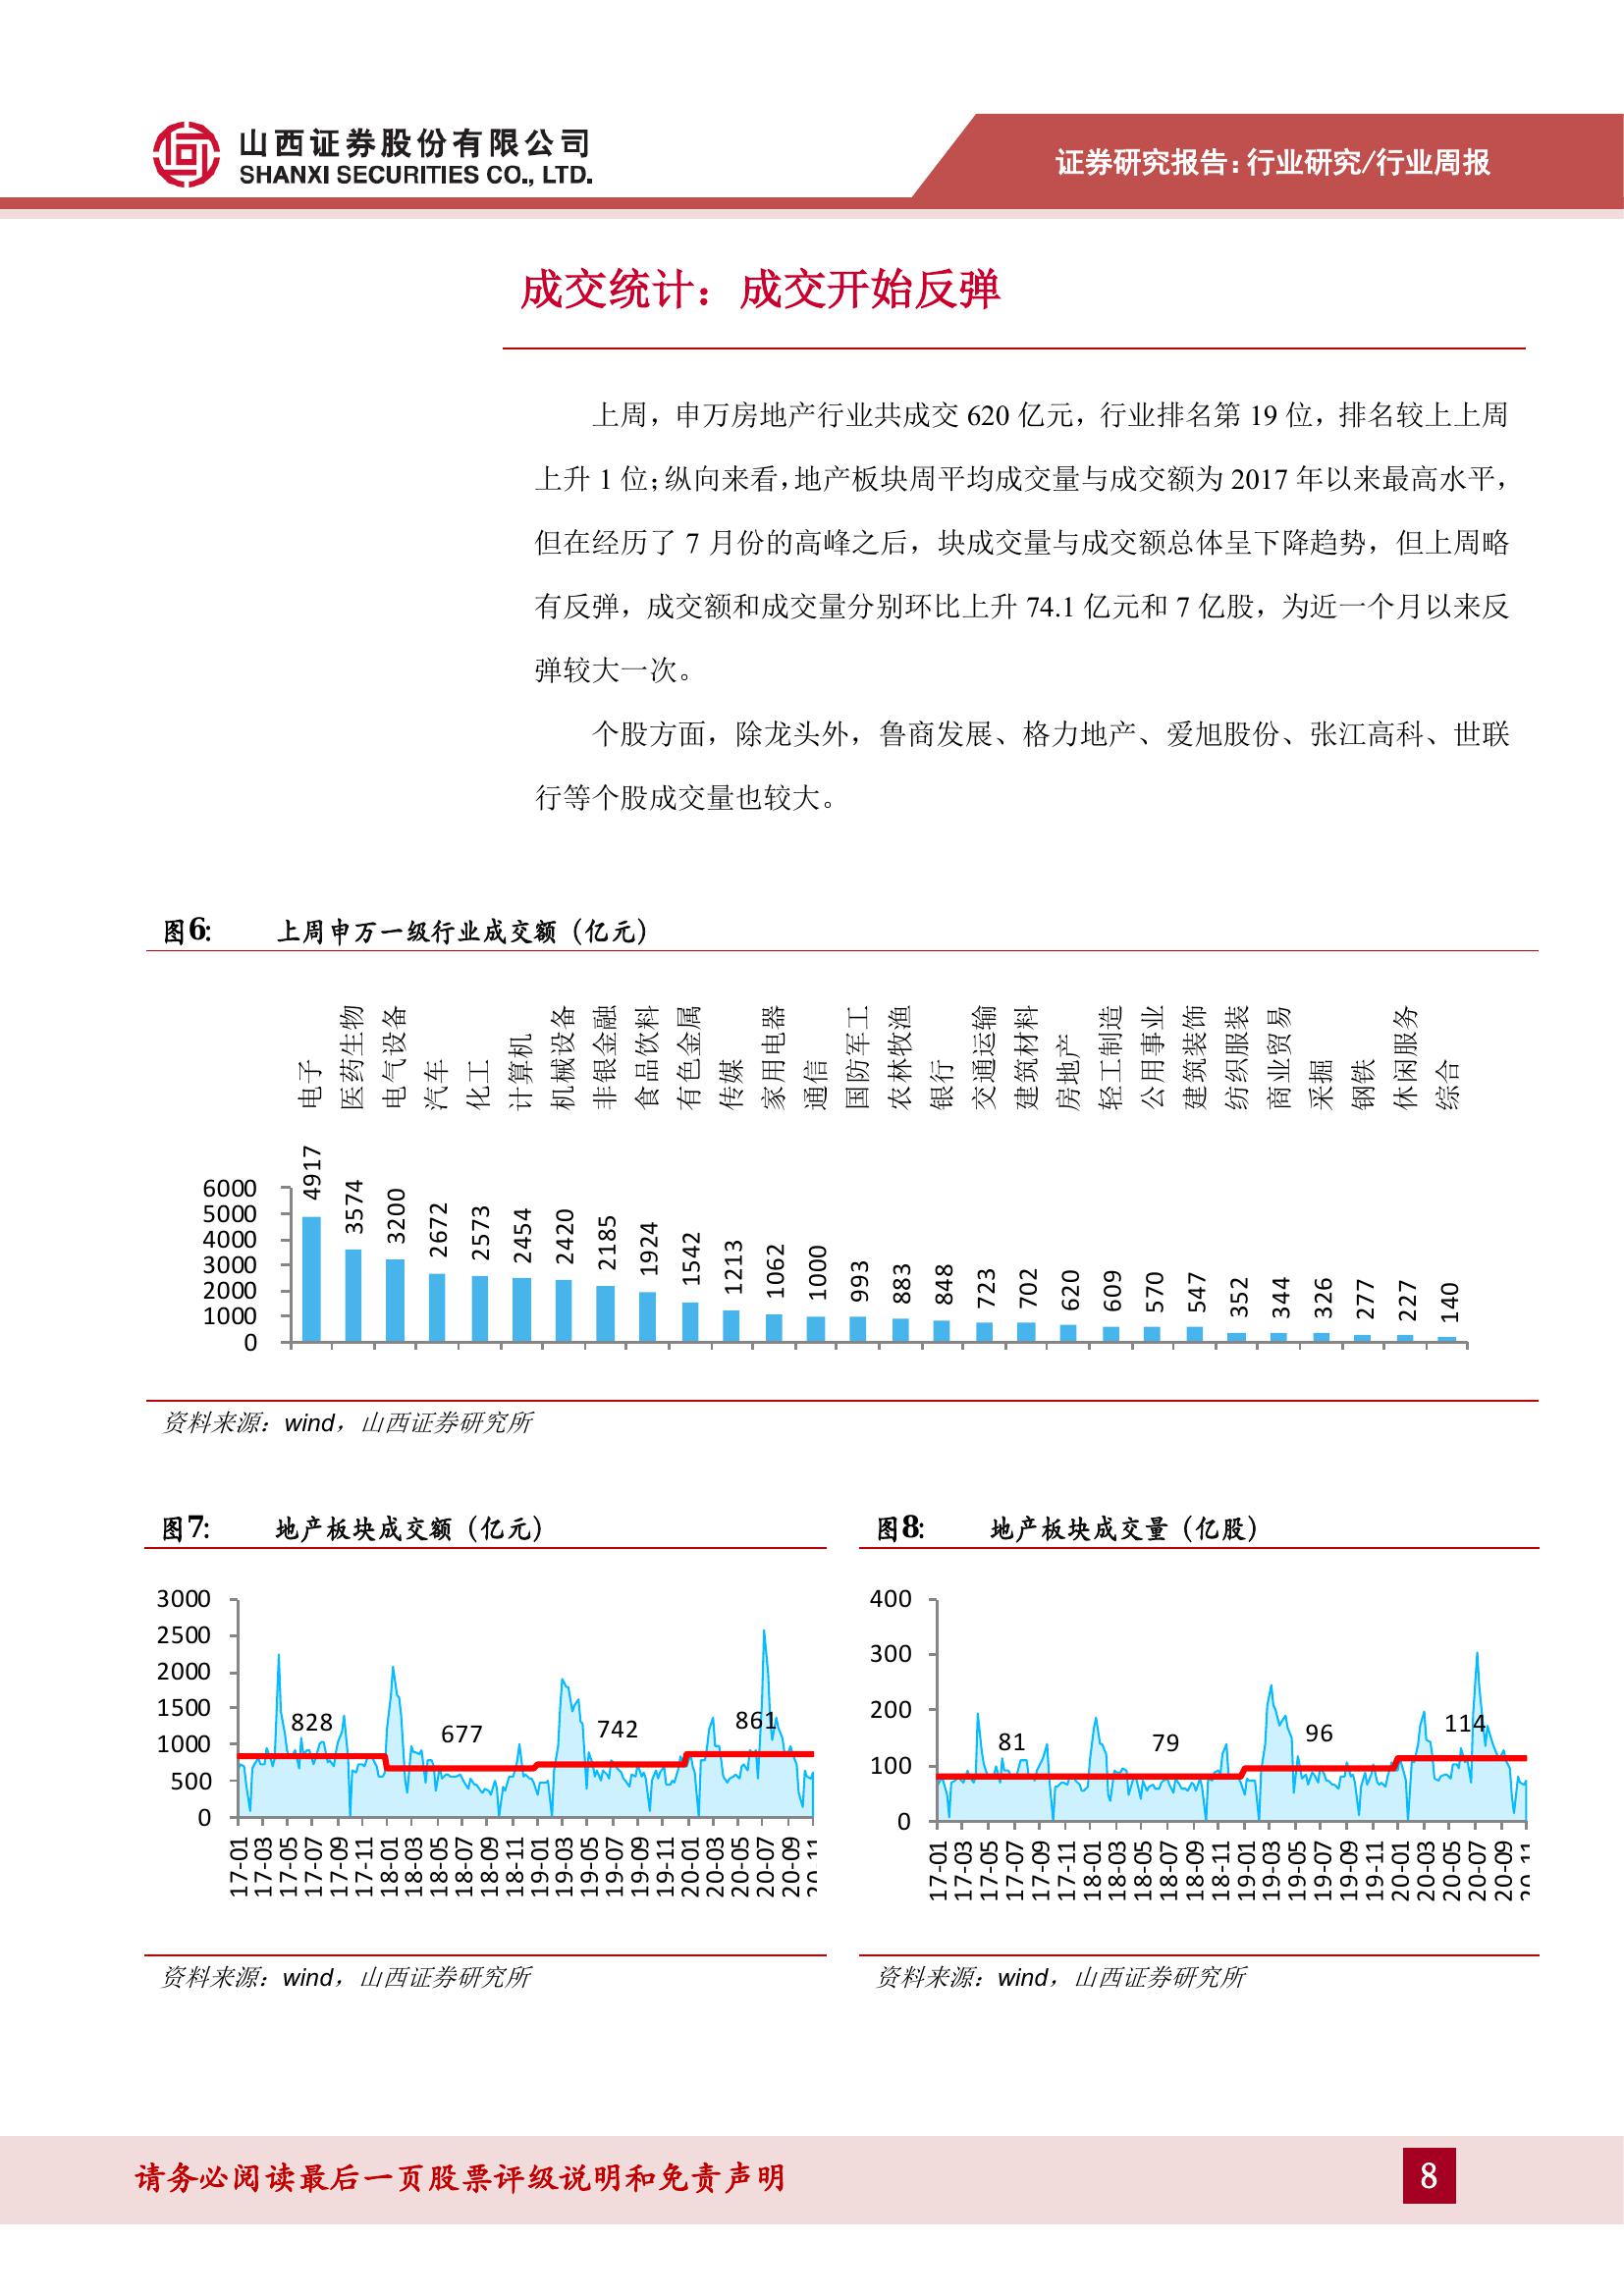 山西证券股份有限公司
SHANXI SECURITIES CO., LTD.
证券研究报告:行业研究/行业周报
成交统计：成交开始反弹
上周，申万房地产行业共成交 620 亿元，行业排名第 19 位，排名较上上周
上升 1 位；纵向来看，地产板块周平均成交量与成交额为 2017 年以来最高水平，
但在经历了 7 月份的高峰之后，块成交量与成交额总体呈下降趋势，但上周略
有反弹，成交额和成交量分别环比上升 74.1 亿元和 7 亿股，为近一个月以来反
弹较大一次。
个股方面，除龙头外，鲁商发展、格力地产、爱旭股份、张江高科、世联
行等个股成交量也较大。
图6: 上周申万一级行业成交额（亿元）
电子 医药生物 电气设备 汽车 化工 计算机 机械设备 非银金融 食品饮料 有色金属 传媒 家用电器 通信 国防军工 农林牧渔 银行 交通运输 建筑材料 房地产 轻工制造 公用事业 建筑装饰 纺织服装 商业贸易 采掘 钢铁 休闲服务 综合
4917 3574 3200 2672 2573 2454 2420 2185 1924 1542 1213 1062 1000 993 883 848 723 702 620 609 570 547 352 344 326 277 227 140
6000
5000
4000
3000
2000
1000
0
资料来源：wind，山西证券研究所
图7: 地产板块成交额（亿元）
3000
2500
2000
1500
1000
500
0
828 677 742 861
17-01 17-03 17-05 17-07 17-09 17-11 18-01 18-03 18-05 18-07 18-09 18-11 19-01 19-03 19-05 19-07 19-09 19-11 20-01 20-03 20-05 20-07 20-09 20-11
资料来源：wind，山西证券研究所
图8: 地产板块成交量（亿股）
400
300
200
100
0
81 79 96 114
17-01 17-03 17-05 17-07 17-09 17-11 18-01 18-03 18-05 18-07 18-09 18-11 19-01 19-03 19-05 19-07 19-09 19-11 20-01 20-03 20-05 20-07 20-09 20-11
资料来源：wind，山西证券研究所
请务必阅读最后一页股票评级说明和免责声明
8